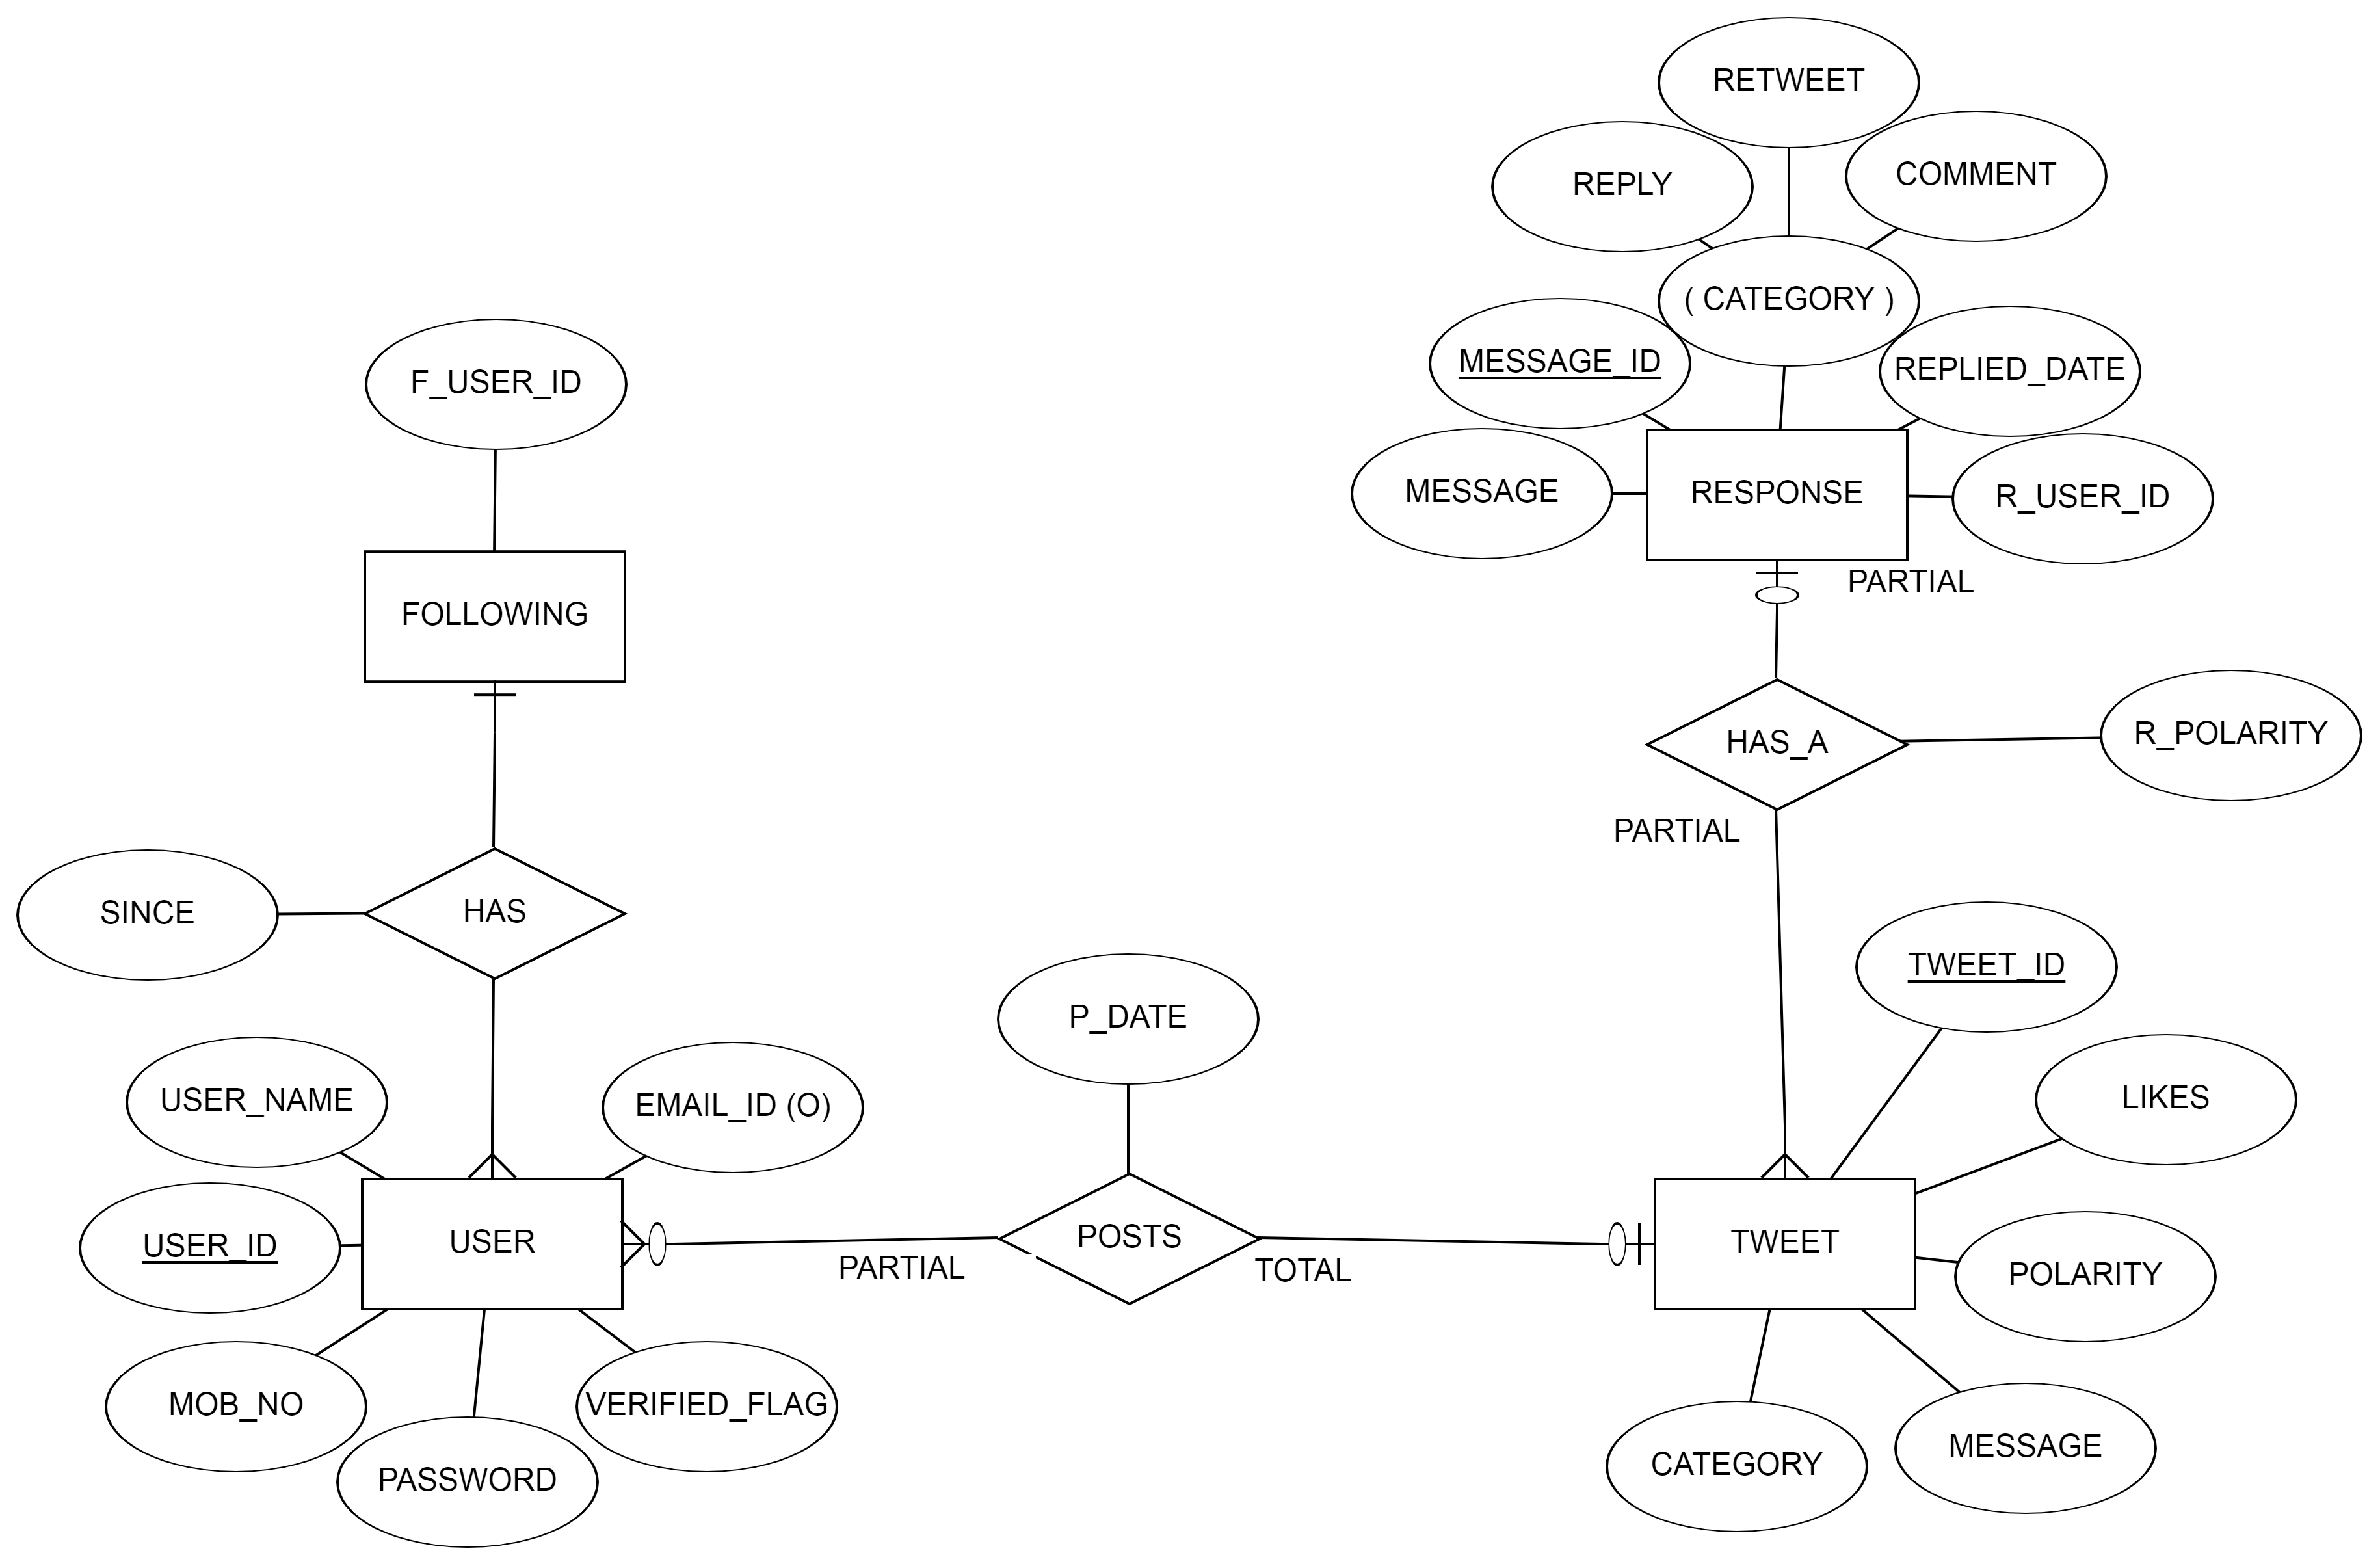 RETWEET
REPLY
COMMENT
( CATEGORY )
MESSAGE_ID
REPLIED_DATE
MESSAGE
RESPONSE
R_USER_ID
PARTIAL
F_USER_ID
FOLLOWING
HAS_A
R_POLARITY
PARTIAL
SINCE
HAS
TWEET_ID
P_DATE
USER_NAME
EMAIL_ID (O)
LIKES
USER_ID
USER
PARTIAL
POSTS
TOTAL
TWEET
POLARITY
MOB_NO
PASSWORD
VERIFIED_FLAG
CATEGORY
MESSAGE